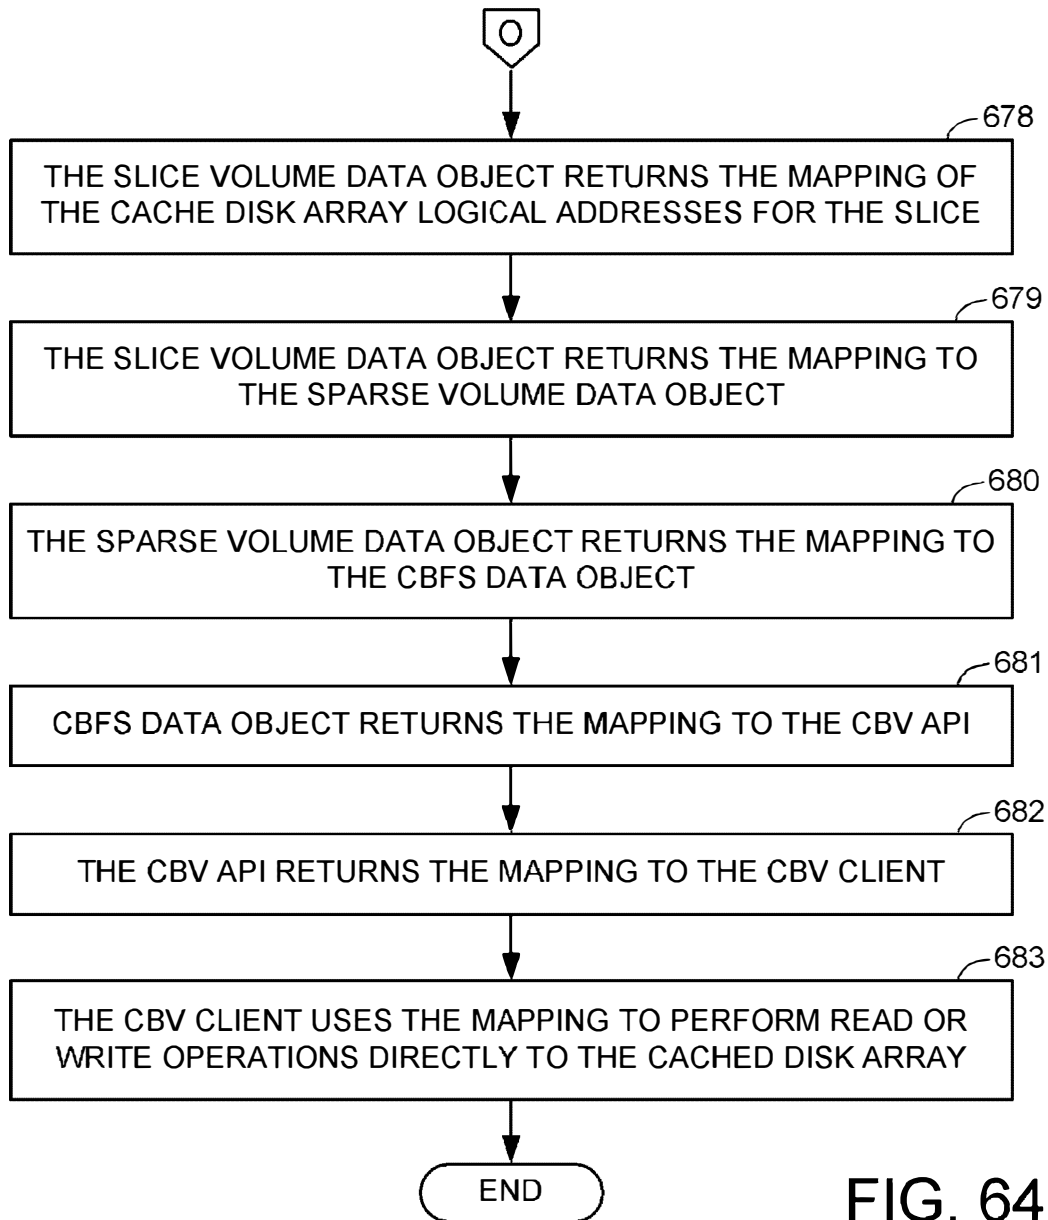 O
678
THE SLICE VOLUME DATA OBJECT RETURNS THE MAPPING OF
THE CACHE DISK ARRAY LOGICAL ADDRESSES FOR THE SLICE
679
THE SLICE VOLUME DATA OBJECT RETURNS THE MAPPING TO
THE SPARSE VOLUME DATA OBJECT
680
THE SPARSE VOLUME DATA OBJECT RETURNS THE MAPPING TO
THE CBFS DATA OBJECT
681
CBFS DATA OBJECT RETURNS THE MAPPING TO THE CBV API
682
THE CBV API RETURNS THE MAPPING TO THE CBV CLIENT
683
THE CBV CLIENT USES THE MAPPING TO PERFORM READ OR
WRITE OPERATIONS DIRECTLY TO THE CACHED DISK ARRAY
END
FIG. 64